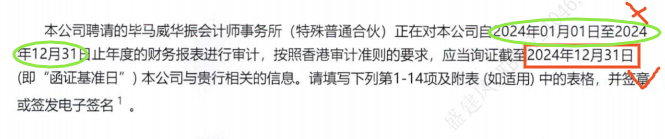 本公司聘请的毕马威华振会计师事务所（特殊普通合伙）正在对本公司自2024年01月01日至2024
年12月31日止年度的财务报表进行审计，按照香港审计准则的要求，应当询证截至2024年12月31日
(即“函证基准日”) 本公司与贵行相关的信息。请填写下列第1-14项及附表 (如适用) 中的表格，并签章
或签发电子签名¹ 。